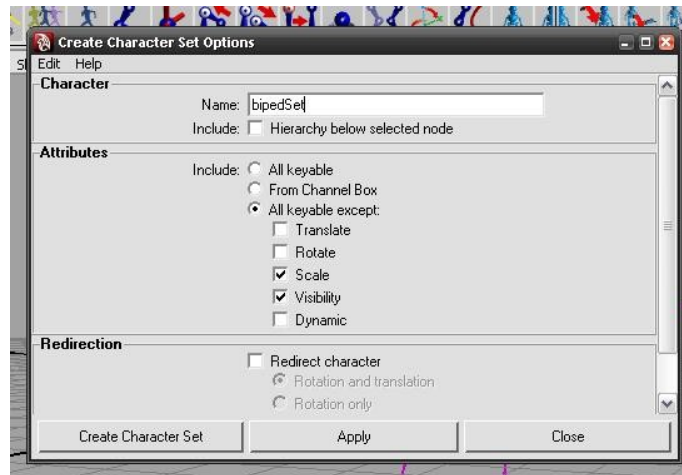 Create Character Set Options
Edit Help
Character
Name: bipedSet
Include: Hierarchy below selected node
Attributes
Include: All keyable
From Channel Box
All keyable except:
Translate
Rotate
Scale
Visibility
Dynamic
Redirection
Redirect character
Rotation and translation
Rotation only
Create Character Set Apply Close